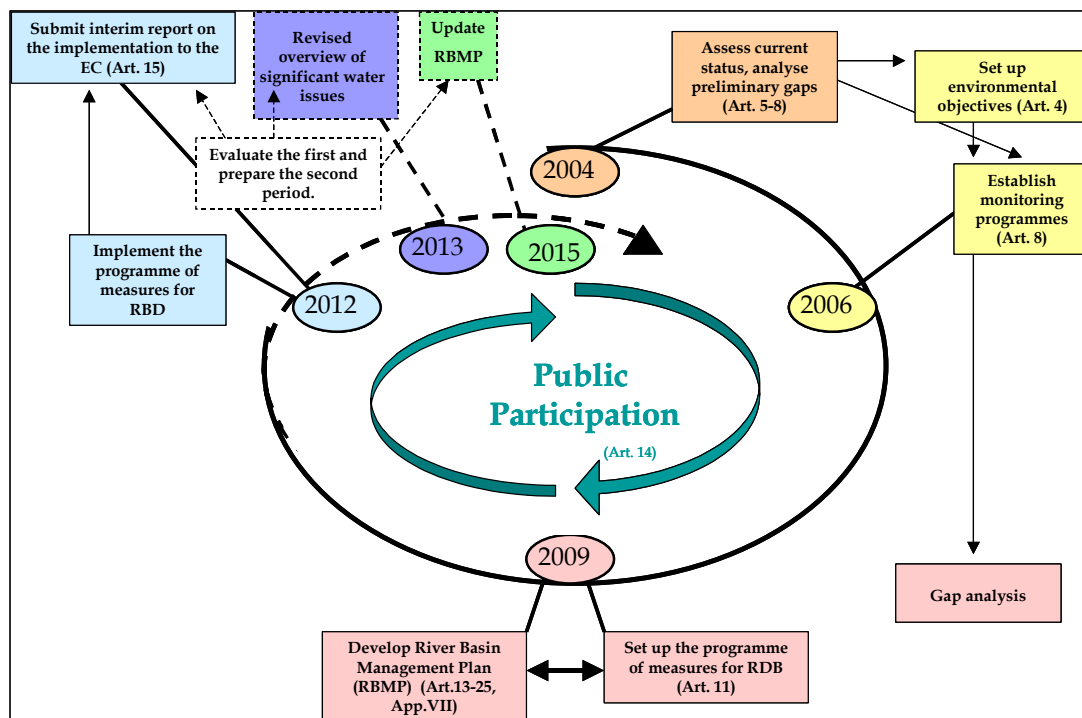 Submit interim report on
the implementation to the
EC (Art. 15)
Revised
overview of
significant water
issues
Update
RBMP
Assess current
status, analyse
preliminary gaps
(Art. 5-8)
Set up
environmental
objectives (Art. 4)
Evaluate the first and
prepare the second
period.
2004
Establish
monitoring
programmes
(Art. 8)
Implement the
programme of
measures for
RBD
2013
2015
2012
2006
Public
Participation
(Art. 14)
2009
Gap analysis
Develop River Basin
Management Plan
(RBMP) (Art.13-25,
App.VII)
Set up the programme
of measures for RDB
(Art. 11)